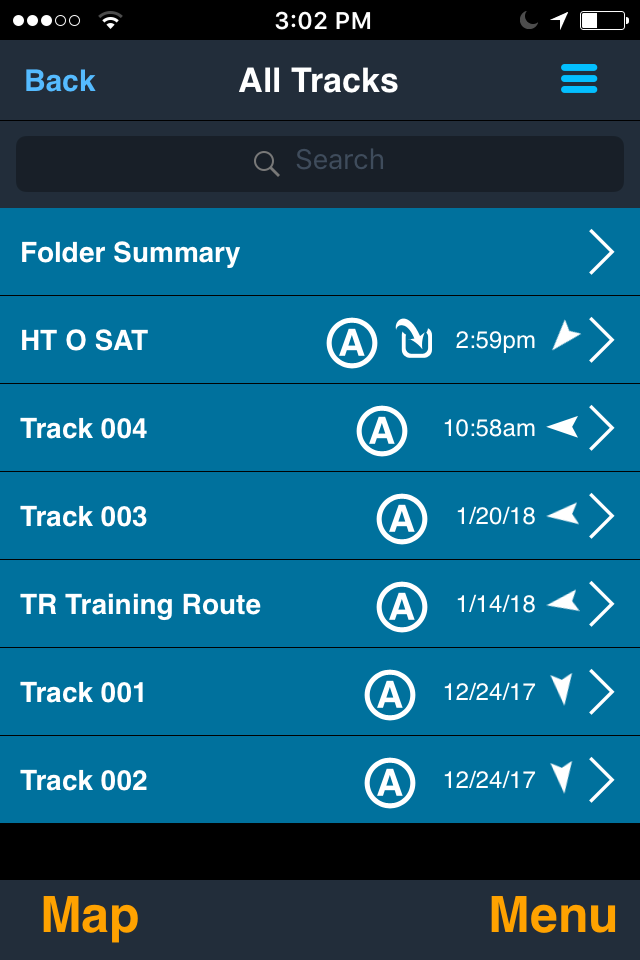 3:02 PM
Back All Tracks
Search
Folder Summary
HT O SAT A 2:59pm
Track 004 A 10:58am
Track 003 A 1/20/18
TR Training Route A 1/14/18
Track 001 A 12/24/17
Track 002 A 12/24/17
Map Menu